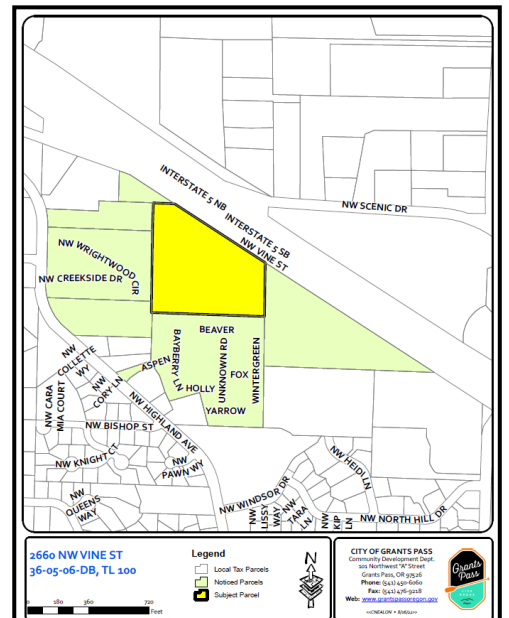 INTERSTATE 5 NB
INTERSTATE 5 SB
NW VINE ST
NW SCENIC DR
NW WRIGHTWOOD CIR
NW CREEKSIDE DR
BEAVER
BAYBERRY LN
UNKNOWN RD
WINTERGREEN
ASPEN
FOX
HOLLY
YARROW
NW
COLLETTE
WY
NW
CORY LN
NW CARA
MIA COURT
NW HIGHLAND AVE
NW BISHOP ST
NW KNIGHT CT
NW
PAWN WY
NW
QUEENS
WAY
NW HEIDI LN
NW WINDSOR DR
NW
LISSY
WAY
NW
TARA
LN
NW
KIP
LN
NW NORTH HILL DR
2660 NW VINE ST
36-05-06-DB, TL 100
0 180 360 720
Feet
Legend
Local Tax Parcels
Noticed Parcels
Subject Parcel
N
CITY OF GRANTS PASS
Community Development Dept.
101 Northwest "A" Street
Grants Pass, OR 97526
Phone: (541) 450-6060
Fax: (541) 476-9218
Web: www.grantspassoregon.gov
Grants
Pass